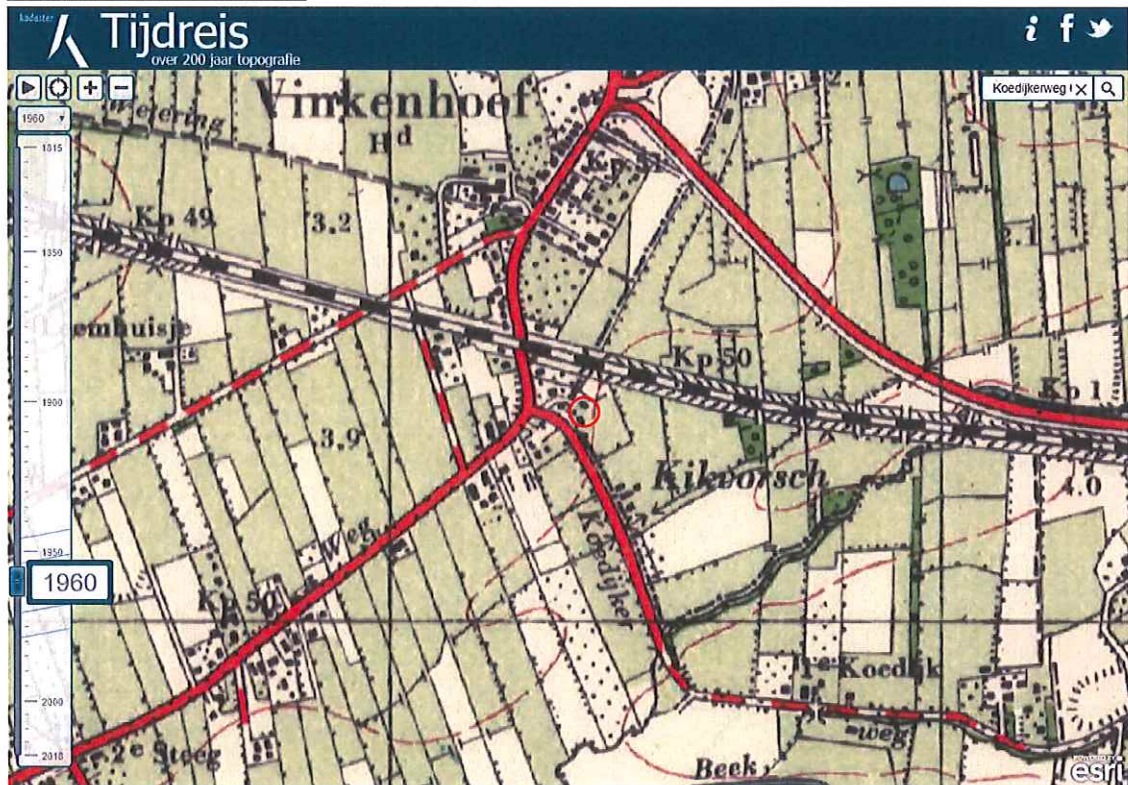 kadaster
Tijdreis
over 200 jaar topografie
Koedijkerweg
1960
1815
1850
1900
1950
1960
2000
2018
Vinkenhoef
Hd
Wetering
Kp 51
Kp 49
3.2
Leemhuisje
Kp 50
Kp 1
3.9
Kikvorsch
4.0
Koedijker
Weg
Kp 50
1e Koedijk
weg
2e Steeg
Beek
esri